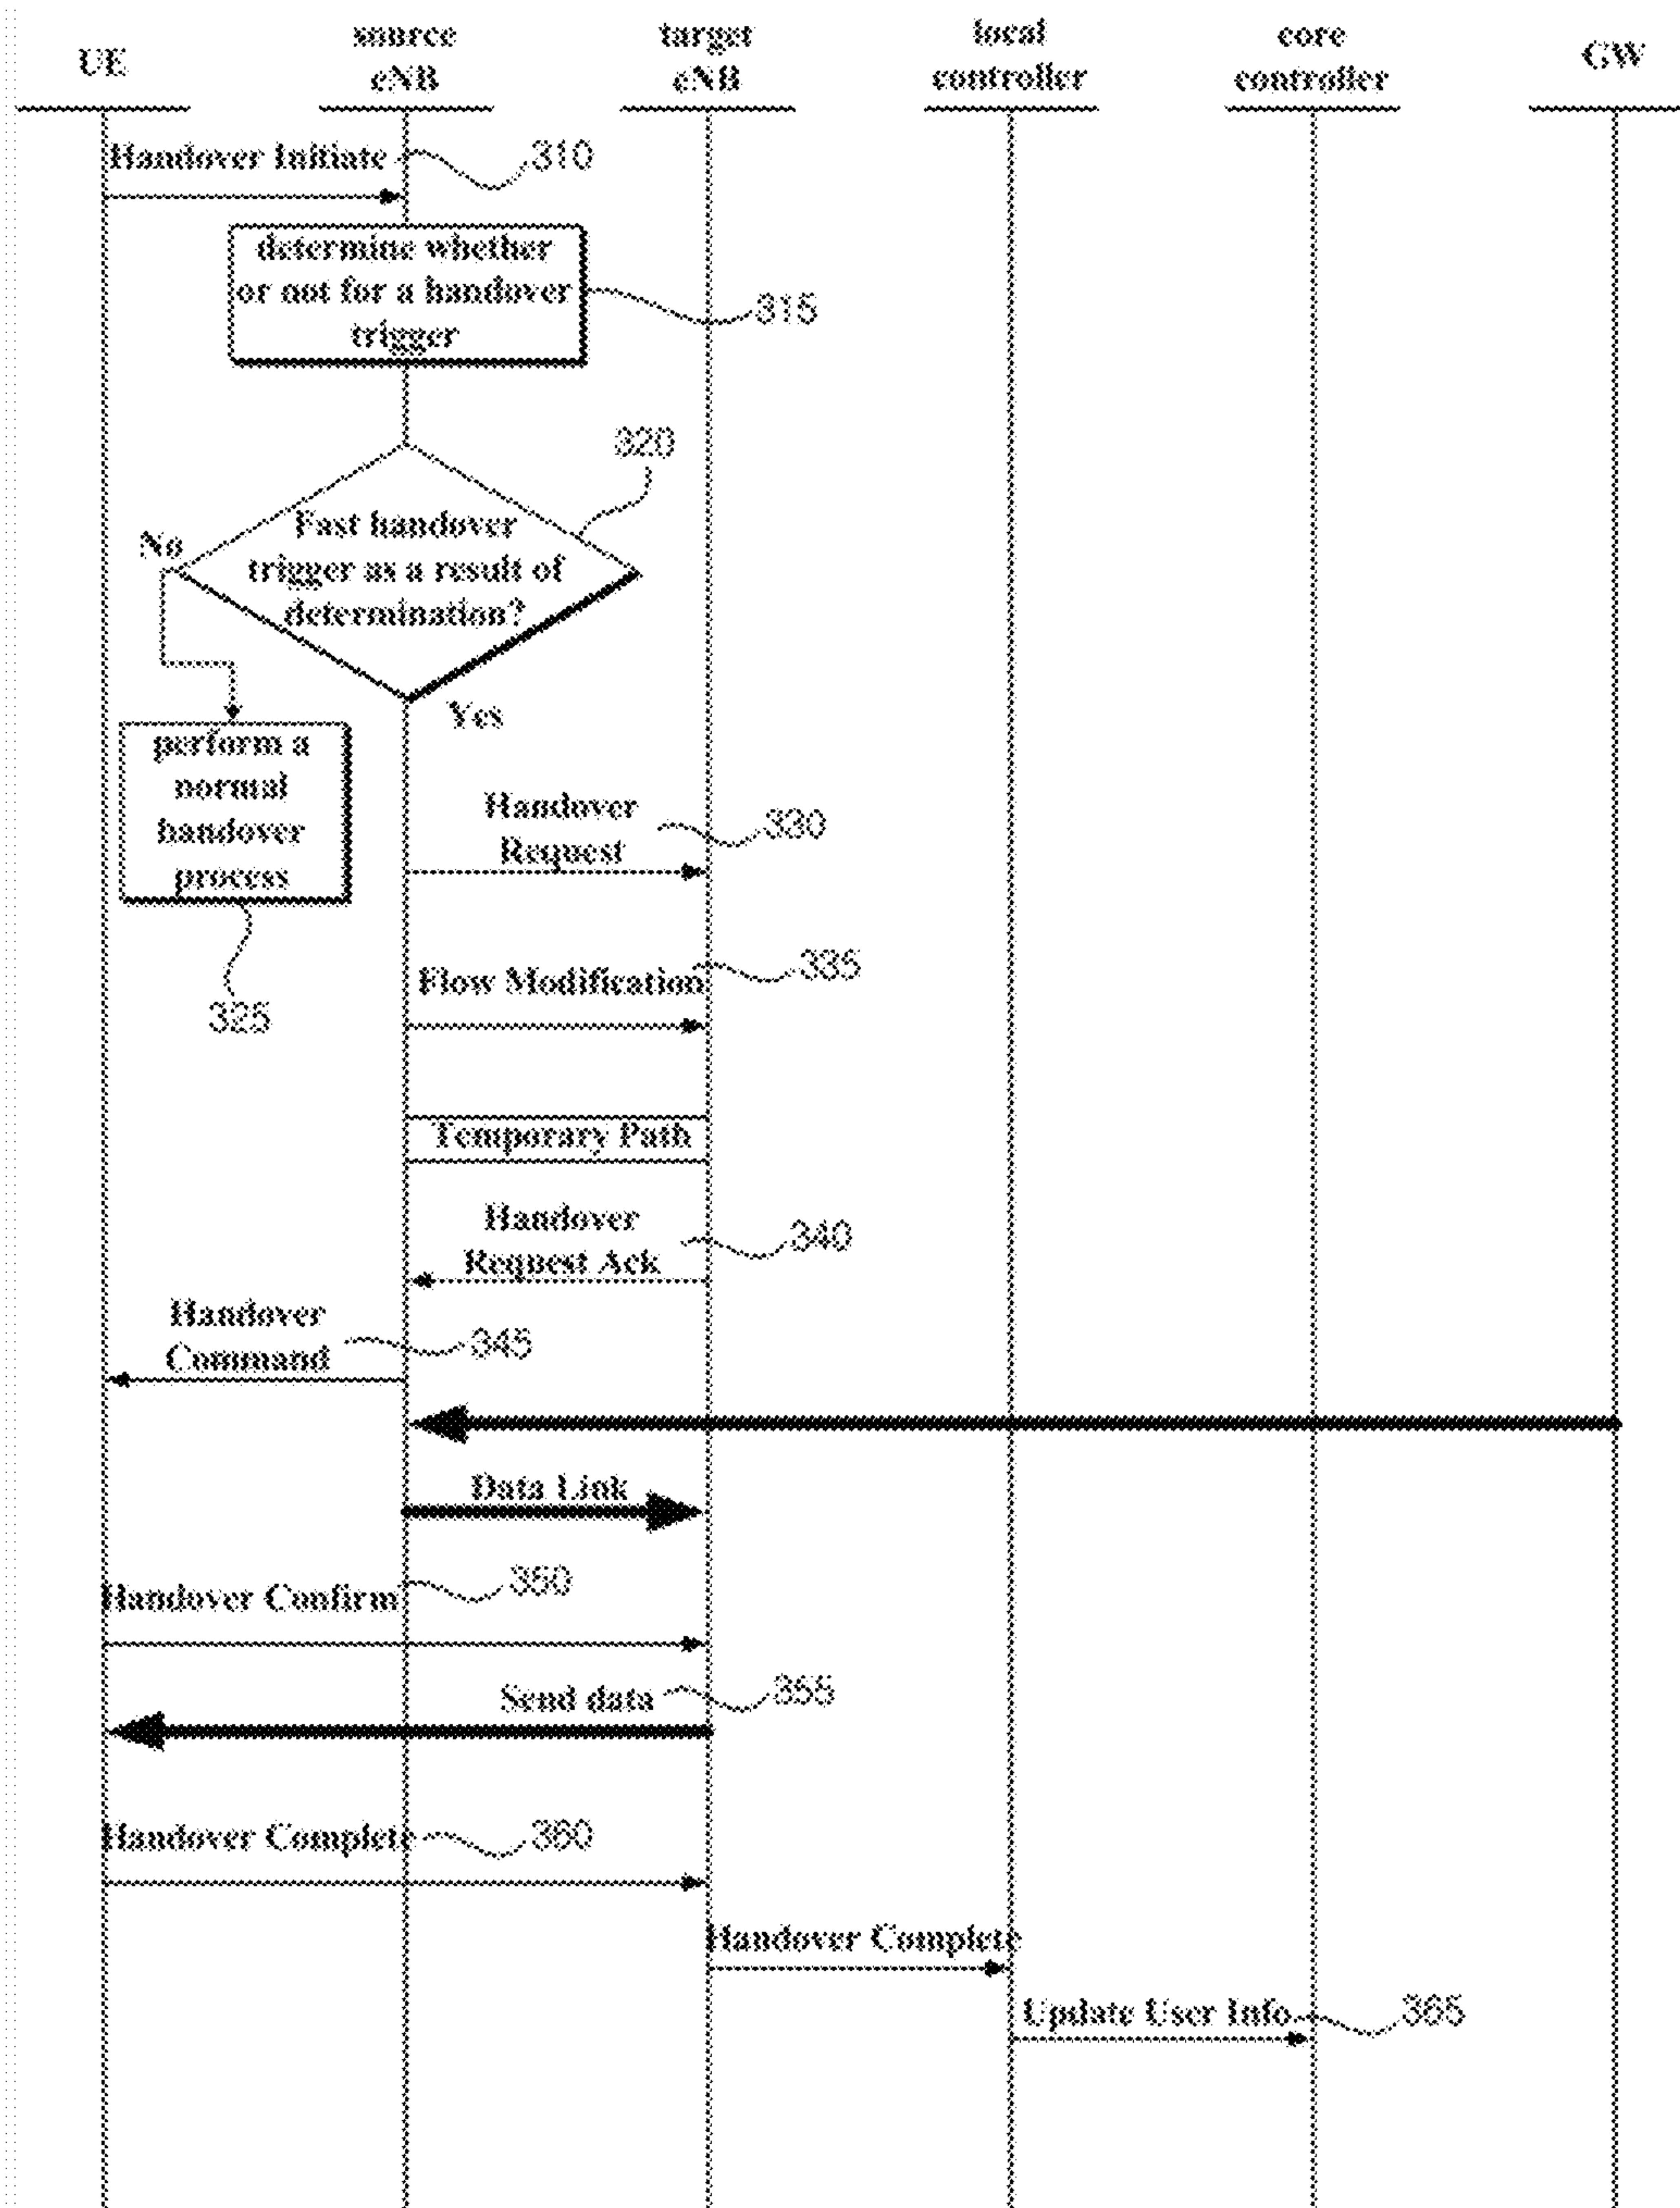 UE
source
eNB
target
eNB
local
controller
core
controller
GW
Handover Initiate
310
determine whether
or not for a handover
trigger
315
320
Fast handover
trigger as a result of
determination?
No
Yes
perform a
normal
handover
process
325
Handover
Request
330
Flow Modification
335
Temporary Path
Handover
Request Ack
340
Handover
Command
345
Data Link
Handover Confirm
350
Send data
355
Handover Complete
360
Handover Complete
Update User Info
365